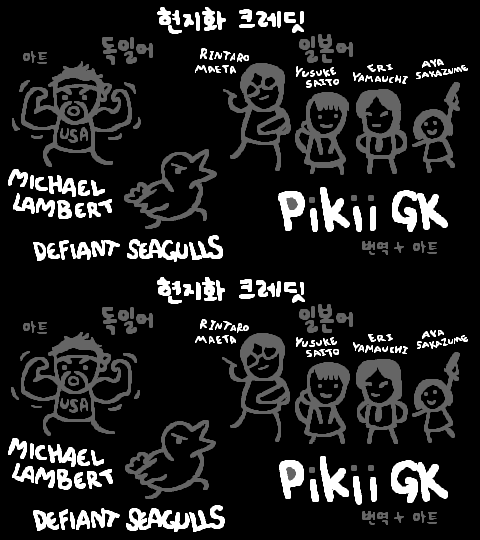 현지화 크레딧
독일어
아트
USA
MICHAEL
LAMBERT
DEFIANT SEAGULLS
일본어
RINTARO
MAETA
YUSUKE
SAITO
ERI
YAMAUCHI
AYA
SAKAZUME
Pikii GK
번역 + 아트
현지화 크레딧
독일어
아트
USA
MICHAEL
LAMBERT
DEFIANT SEAGULLS
일본어
RINTARO
MAETA
YUSUKE
SAITO
ERI
YAMAUCHI
AYA
SAKAZUME
Pikii GK
번역 + 아트